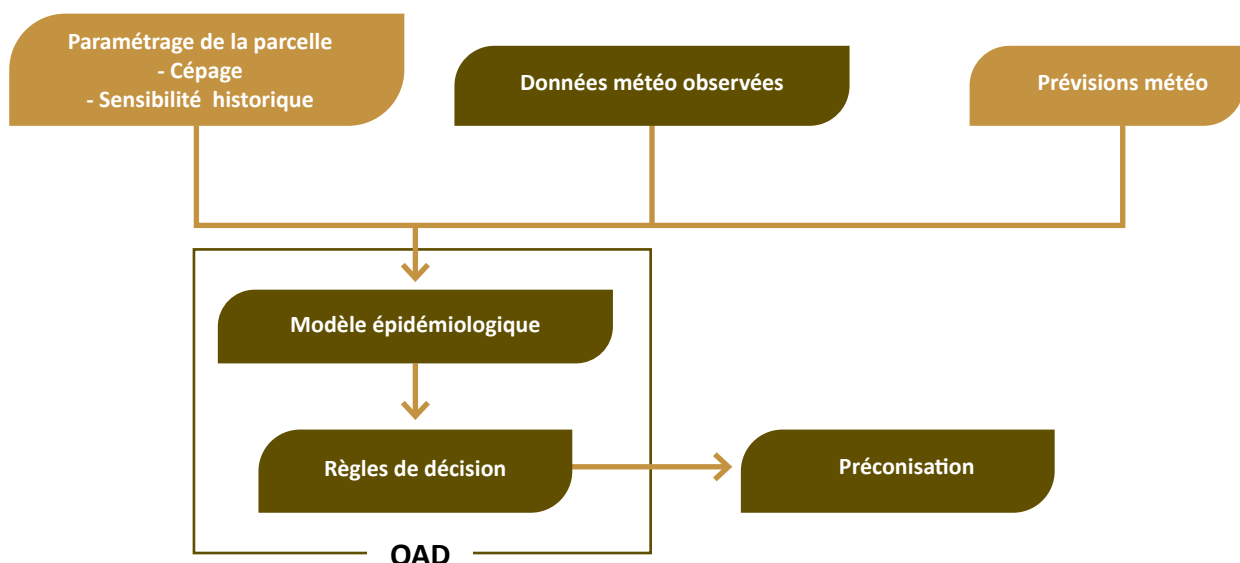 Paramétrage de la parcelle
- Cépage
- Sensibilité historique
Données météo observées
Prévisions météo
Modèle épidémiologique
Règles de décision
Préconisation
OAD